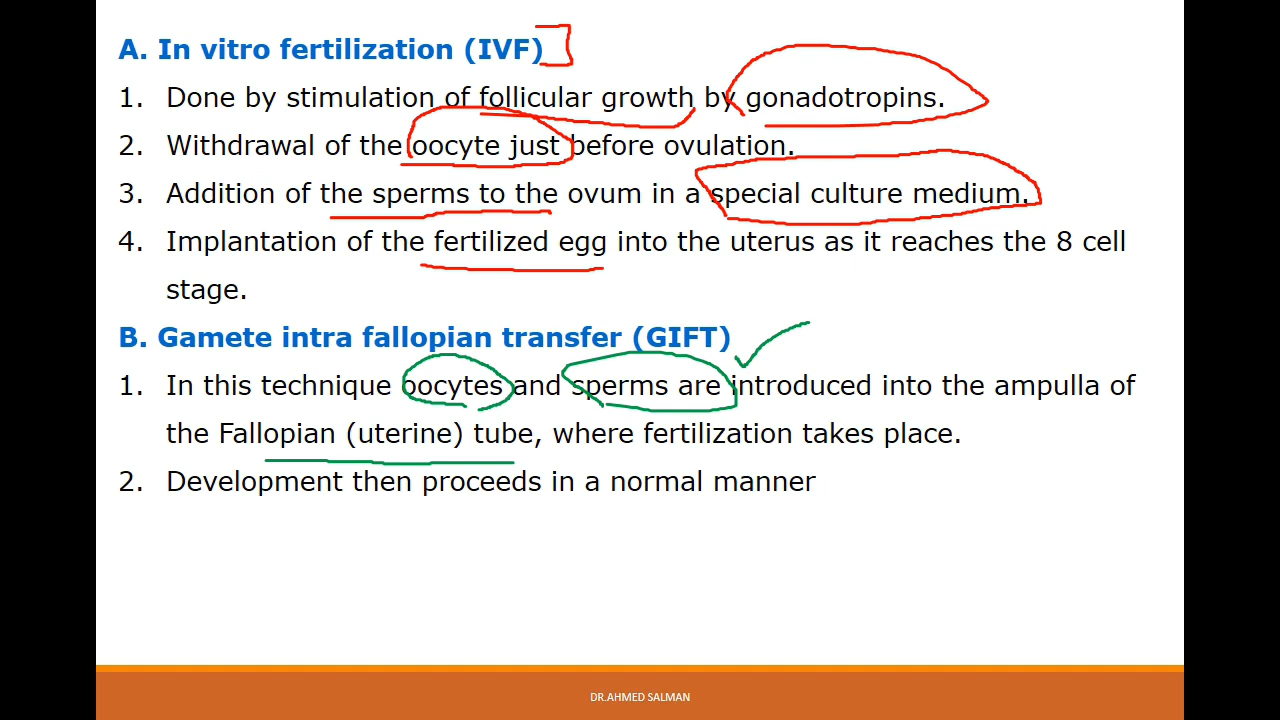 A. In vitro fertilization (IVF)
1. Done by stimulation of follicular growth by gonadotropins.
2. Withdrawal of the oocyte just before ovulation.
3. Addition of the sperms to the ovum in a special culture medium.
4. Implantation of the fertilized egg into the uterus as it reaches the 8 cell
stage.
B. Gamete intra fallopian transfer (GIFT)
1. In this technique oocytes and sperms are introduced into the ampulla of
the Fallopian (uterine) tube, where fertilization takes place.
2. Development then proceeds in a normal manner
DR.AHMED SALMAN